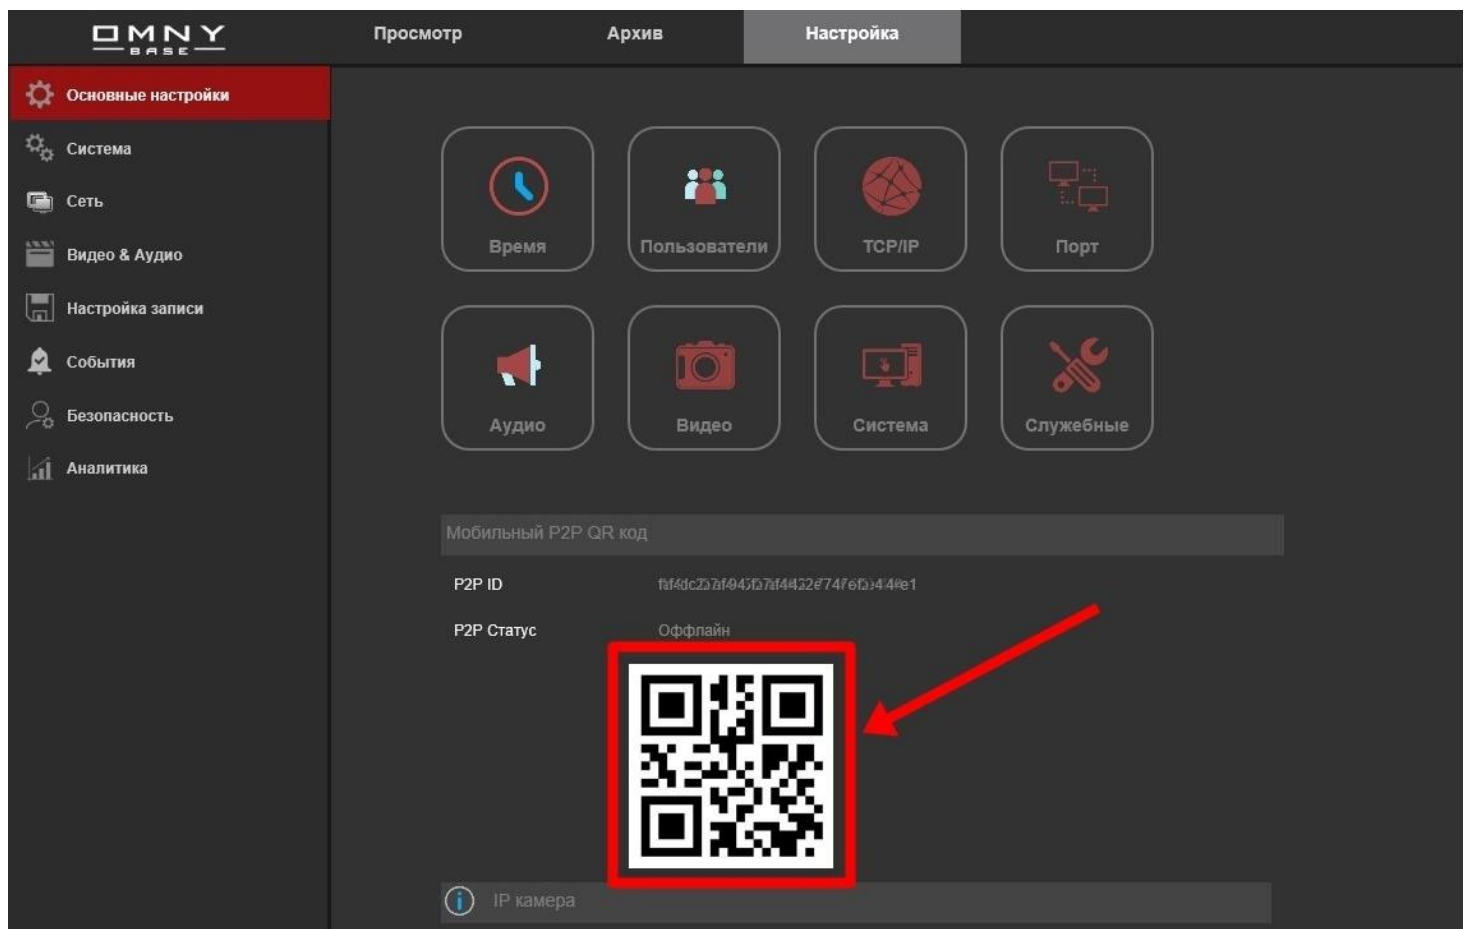 OMNY
BASE
Просмотр
Архив
Настройка
Основные настройки
Система
Сеть
Видео & Аудио
Настройка записи
События
Безопасность
Аналитика
Время
Пользователи
TCP/IP
Порт
Аудио
Видео
Система
Служебные
Мобильный P2P QR код
P2P ID
P2P Статус
Оффлайн
IP камера